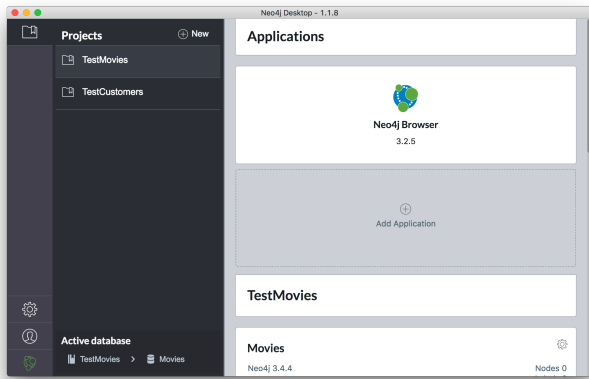 Neo4j Desktop - 1.1.8
Projects
New
TestMovies
TestCustomers
Active database
TestMovies > Movies
Applications
Neo4j Browser
3.2.5
Add Application
TestMovies
Movies
Neo4j 3.4.4
Nodes 0